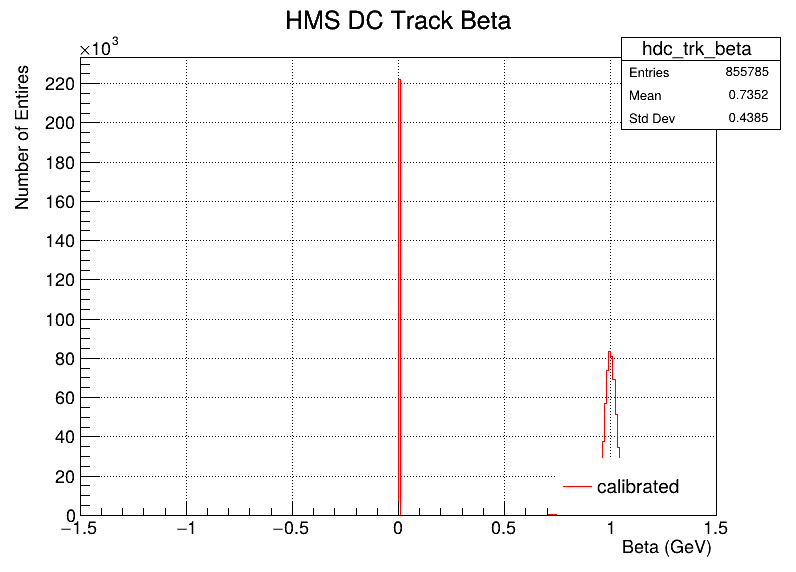 HMS DC Track Beta
×10³
hdc_trk_beta
Entries 855785
Mean 0.7352
Std Dev 0.4385
Number of Entires
220
200
180
160
140
120
100
80
60
40
20
0
calibrated
−1.5 −1 −0.5 0 0.5 1 1.5
Beta (GeV)